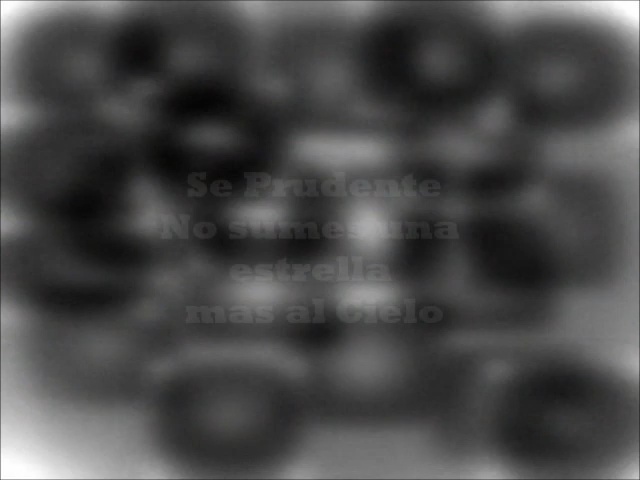 Se Prudente
No sumes una
estrella
mas al Cielo